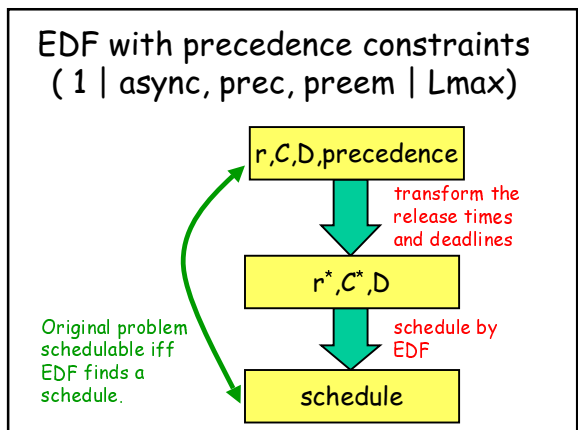 EDF with precedence constraints
( 1 | async, prec, preem | Lmax)
r,C,D,precedence
transform the
release times
and deadlines
r*,C*,D
Original problem
schedulable iff
EDF finds a
schedule.
schedule by
EDF
schedule